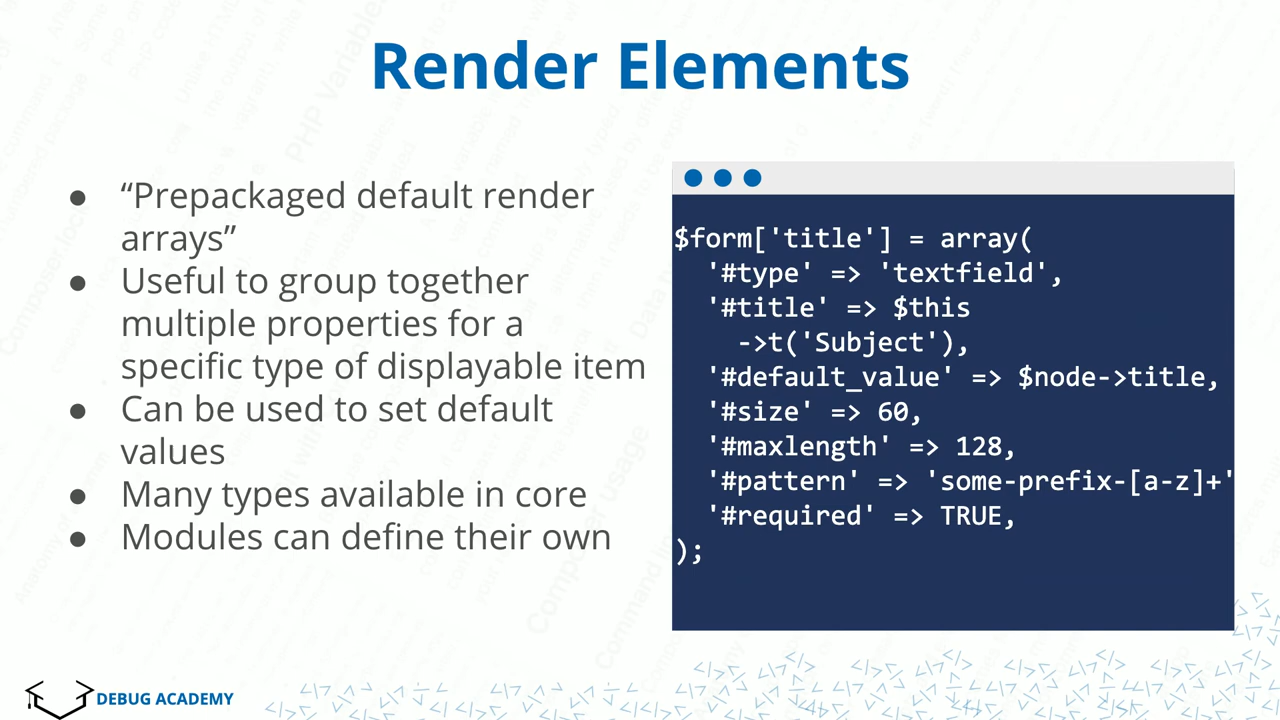 Render Elements
● “Prepackaged default render
arrays”
● Useful to group together
multiple properties for a
specific type of displayable item
● Can be used to set default
values
● Many types available in core
● Modules can define their own
$form['title'] = array(
'#type' => 'textfield',
'#title' => $this
->t('Subject'),
'#default_value' => $node->title,
'#size' => 60,
'#maxlength' => 128,
'#pattern' => 'some-prefix-[a-z]+'
'#required' => TRUE,
);
DEBUG ACADEMY